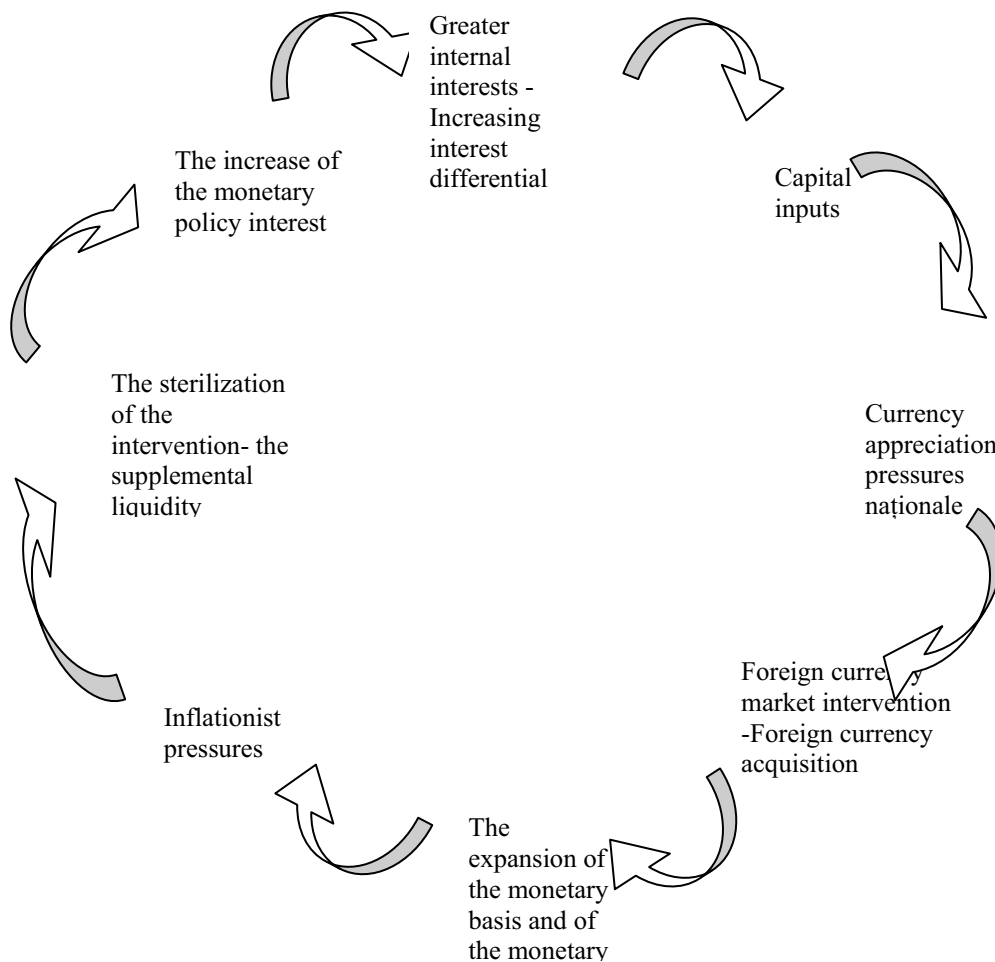 Greater
internal
interests -
Increasing
interest
differential
Capital
inputs
Currency
appreciation
pressures
naționale
Foreign currency
market intervention
-Foreign currency
acquisition
The
expansion of
the monetary
basis and of
the monetary
Inflationist
pressures
The sterilization
of the
intervention- the
supplemental
liquidity
The increase of
the monetary
policy interest